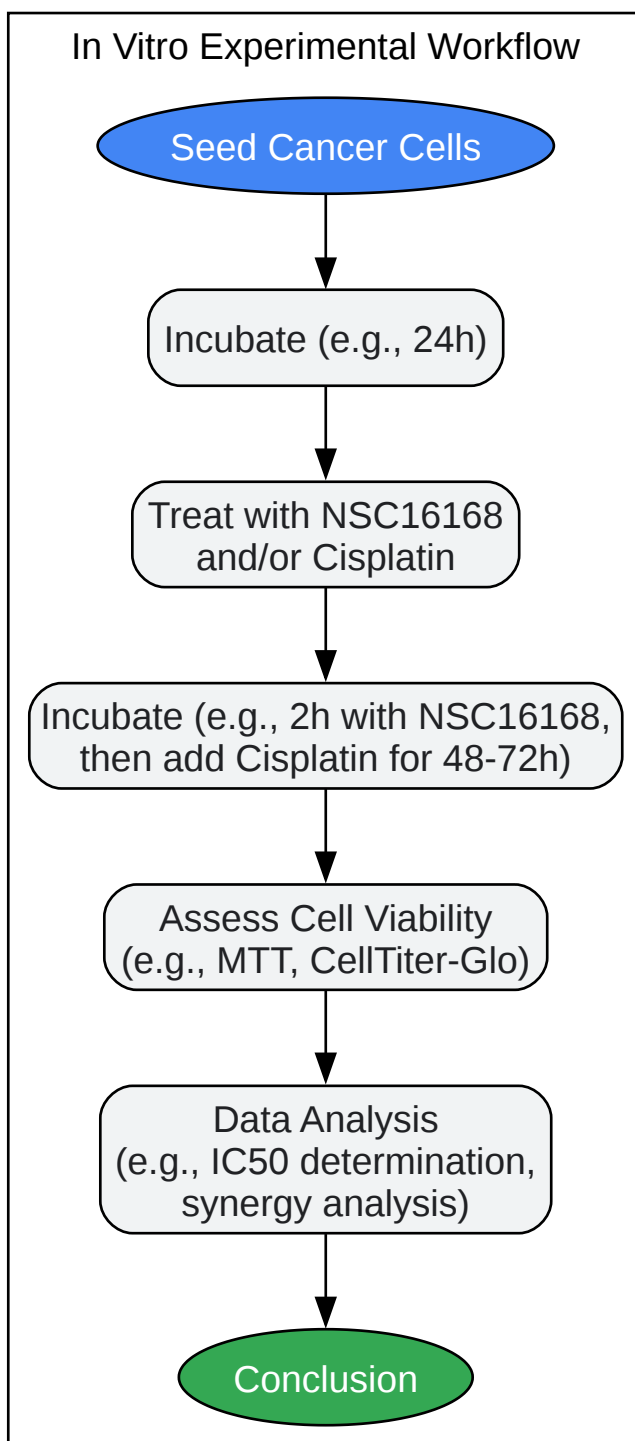 In Vitro Experimental Workflow
Seed Cancer Cells
Incubate (e.g., 24h)
Treat with NSC16168
and/or Cisplatin
Incubate (e.g., 2h with NSC16168,
then add Cisplatin for 48-72h)
Assess Cell Viability
(e.g., MTT, CellTiter-Glo)
Data Analysis
(e.g., IC50 determination,
synergy analysis)
Conclusion